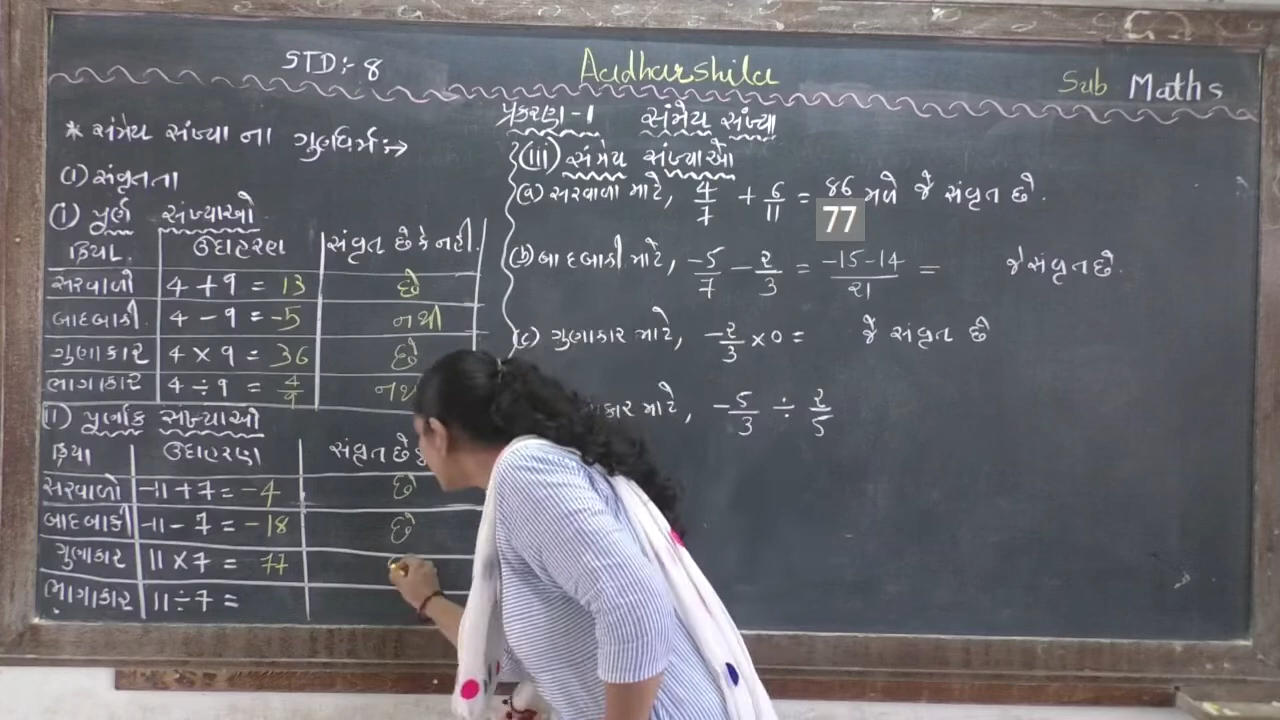 STD:- 8
Aadharshila
Sub Maths
* સંમેય સંખ્યા ના ગુણધર્મ :→
(1) સંવૃતતા
(i) પૂર્ણ સંખ્યાઓ
ક્રિયા ઉદાહરણ સંવૃત છે કે નહી.
સરવાળો 4 + 9 = 13 છે
બાદબાકી 4 - 9 = -5 નથી
ગુણાકાર 4 × 9 = 36 છે
ભાગાકાર 4 ÷ 9 = 4/9
(ii) પૂર્ણાંક સંખ્યાઓ
ક્રિયા ઉદાહરણ સંવૃત છે
સરવાળો -11 + 7 = -4 છે
બાદબાકી -11 - 7 = -18 છે
ગુણાકાર 11 × 7 = 77
ભાગાકાર 11 ÷ 7 =
પ્રકરણ-1 સંમેય સંખ્યા
(iii) સંમેય સંખ્યાઓ
(a) સરવાળા માટે, 4/7 + 6/11 = 86/77 મળે જે સંવૃત છે.
(b) બાદબાકી માટે, -5/7 - 2/3 = -15-14/21 = જે સંવૃત છે.
(c) ગુણાકાર માટે, -2/3 × 0 = જે સંવૃત છે
કાર માટે, -5/3 ÷ 2/5